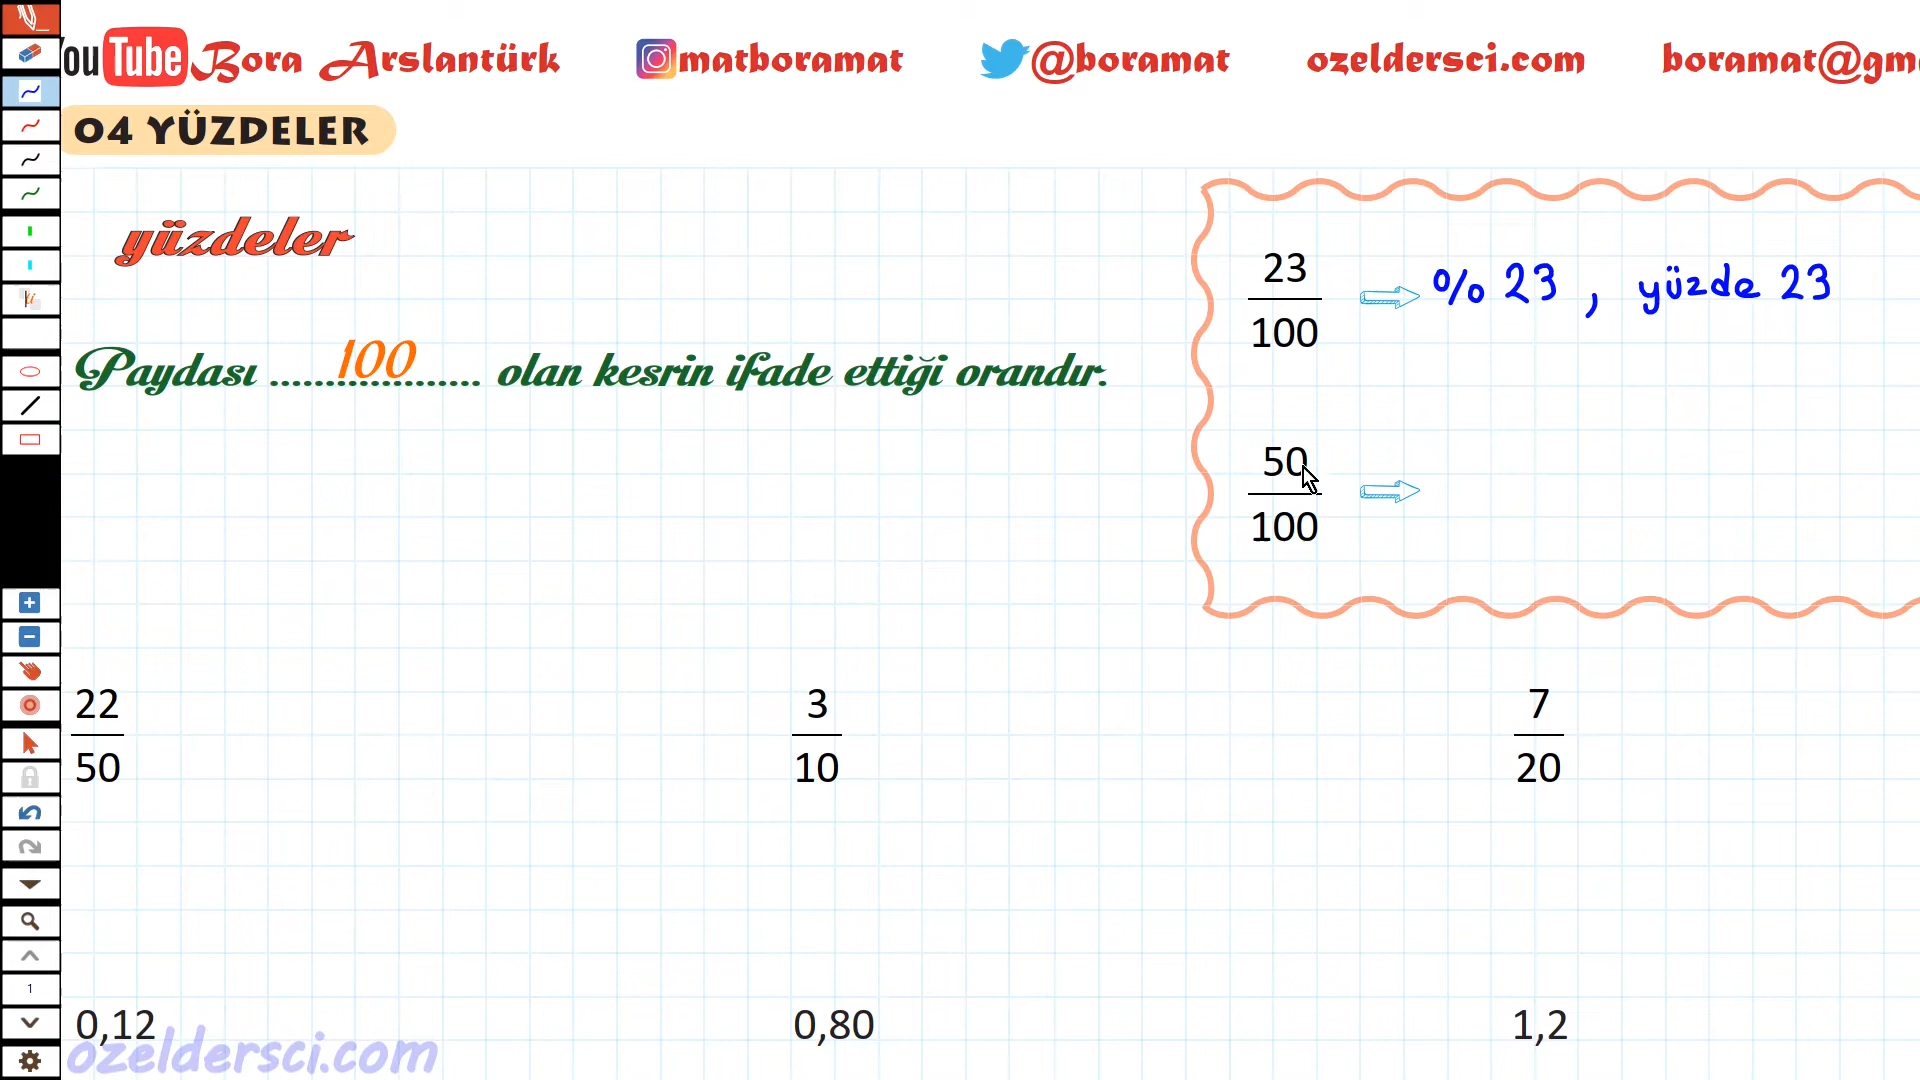 YouTube Bora Arslantürk matboramat @boramat ozeldersci.com boramat@gm
04 YÜZDELER
yüzdeler
23
100
% 23 , yüzde 23
Paydası ................... olan kesrin ifade ettiği orandır.
100
50
100
22
50
3
10
7
20
0,12
0,80
1,2
ozeldersci.com
1